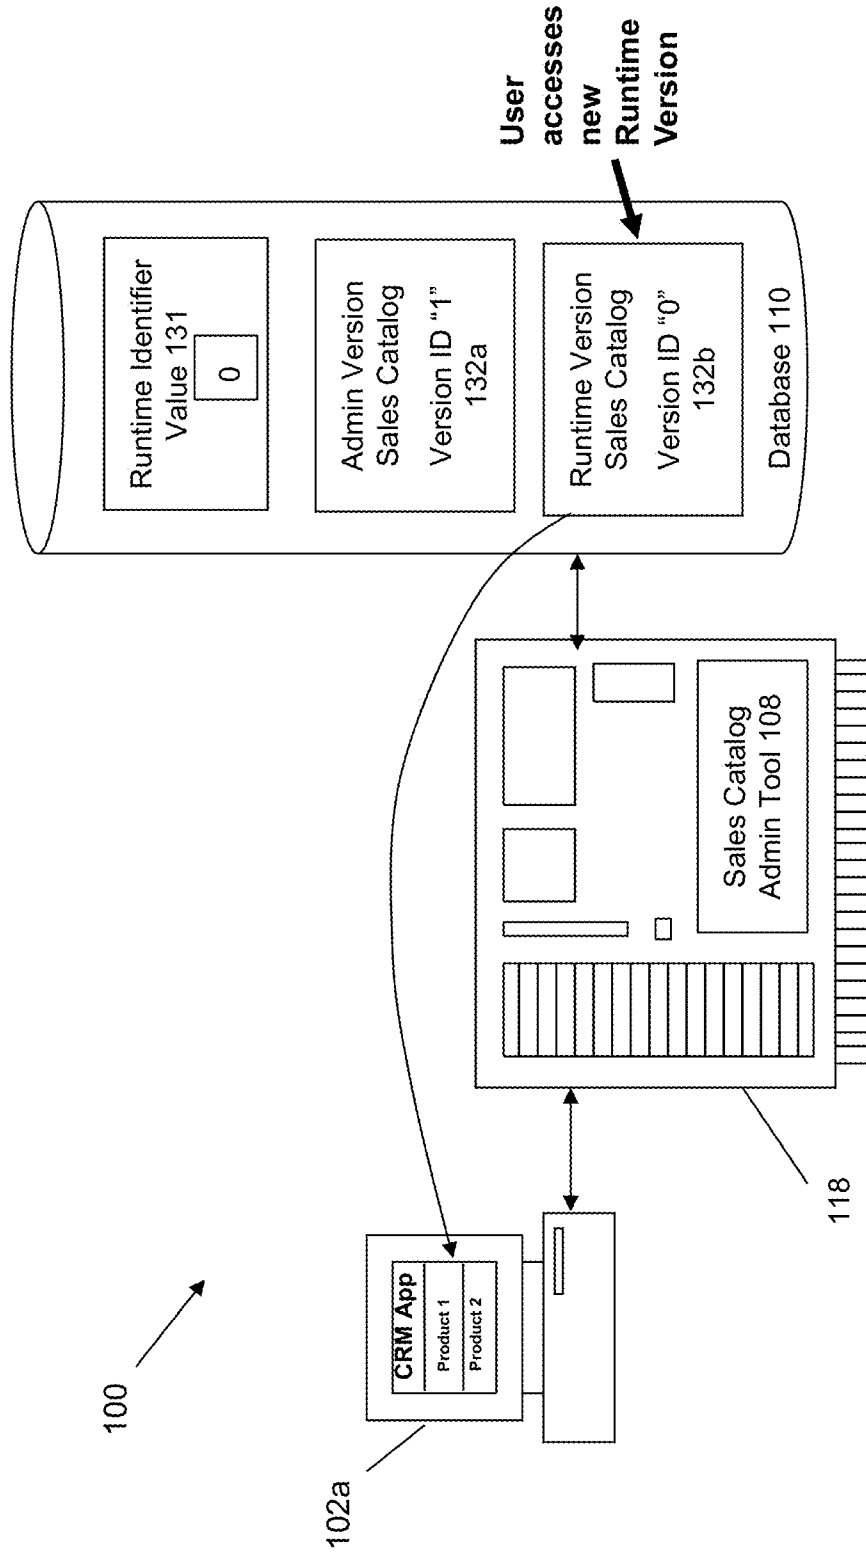 100
102a
CRM App
Product 1
Product 2
118
Sales Catalog
Admin Tool 108
Runtime Identifier
Value 131
0
Admin Version
Sales Catalog
Version ID “1”
132a
Runtime Version
Sales Catalog
Version ID “0”
132b
Database 110
User
accesses
new
Runtime
Version